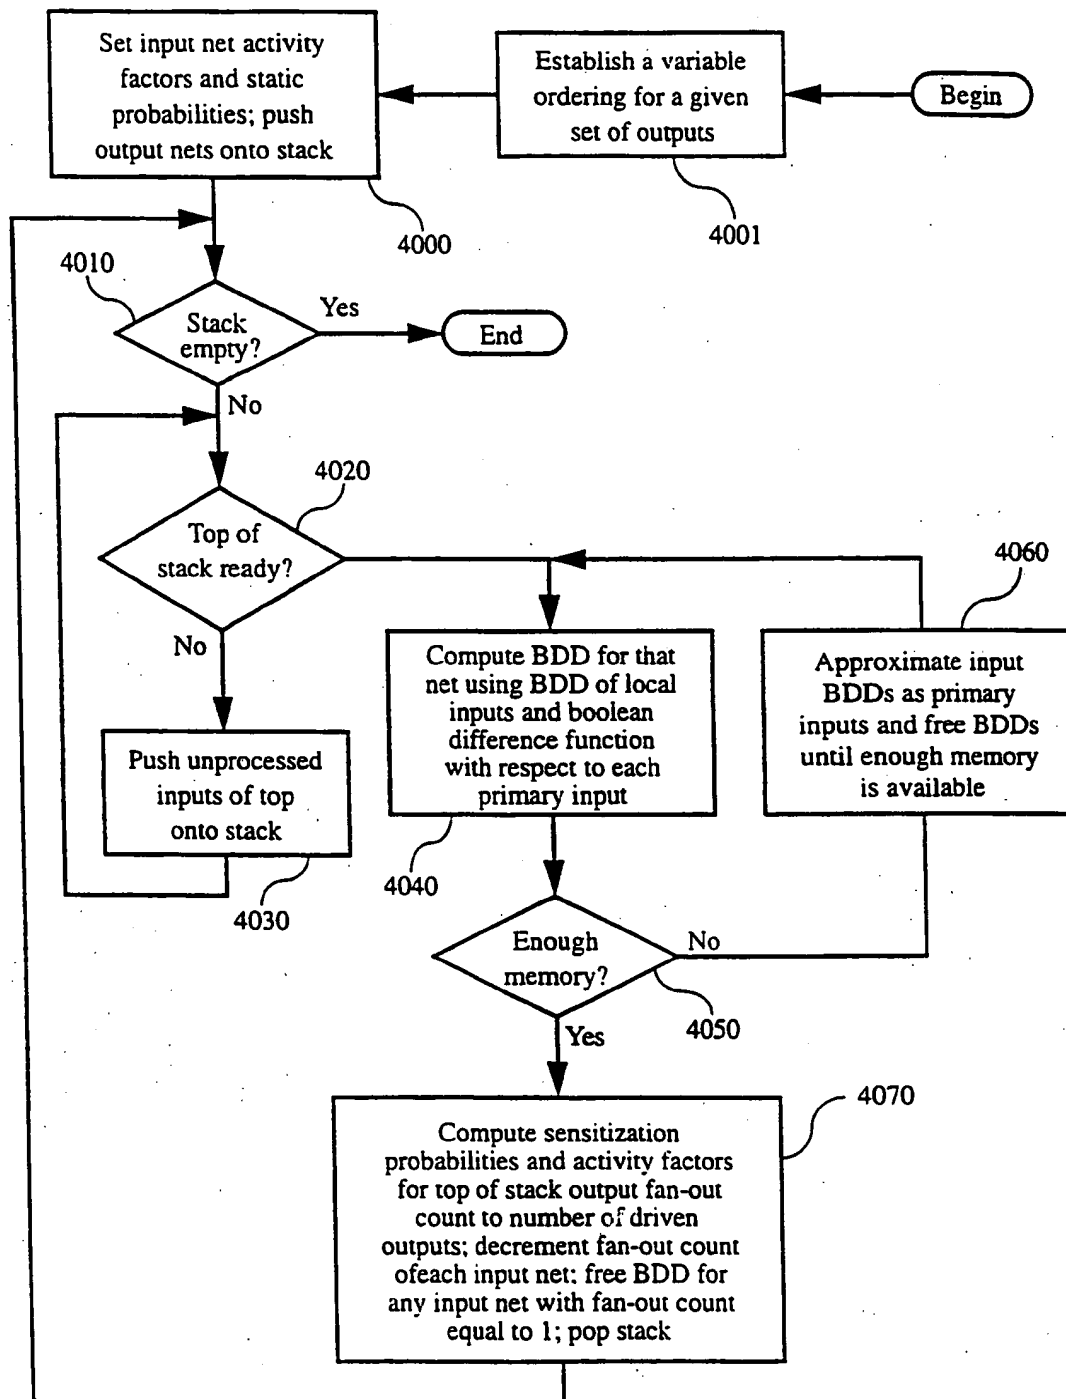 Set input net activity
factors and static
probabilities; push
output nets onto stack
4000
Establish a variable
ordering for a given
set of outputs
4001
Begin
4010
Stack
empty?
Yes
End
No
4020
Top of
stack ready?
No
Push unprocessed
inputs of top
onto stack
4030
Compute BDD for that
net using BDD of local
inputs and boolean
difference function
with respect to each
primary input
4040
4060
Approximate input
BDDs as primary
inputs and free BDDs
until enough memory
is available
Enough
memory?
No
4050
Yes
4070
Compute sensitization
probabilities and activity factors
for top of stack output fan-out
count to number of driven
outputs; decrement fan-out count
ofeach input net; free BDD for
any input net with fan-out count
equal to 1; pop stack